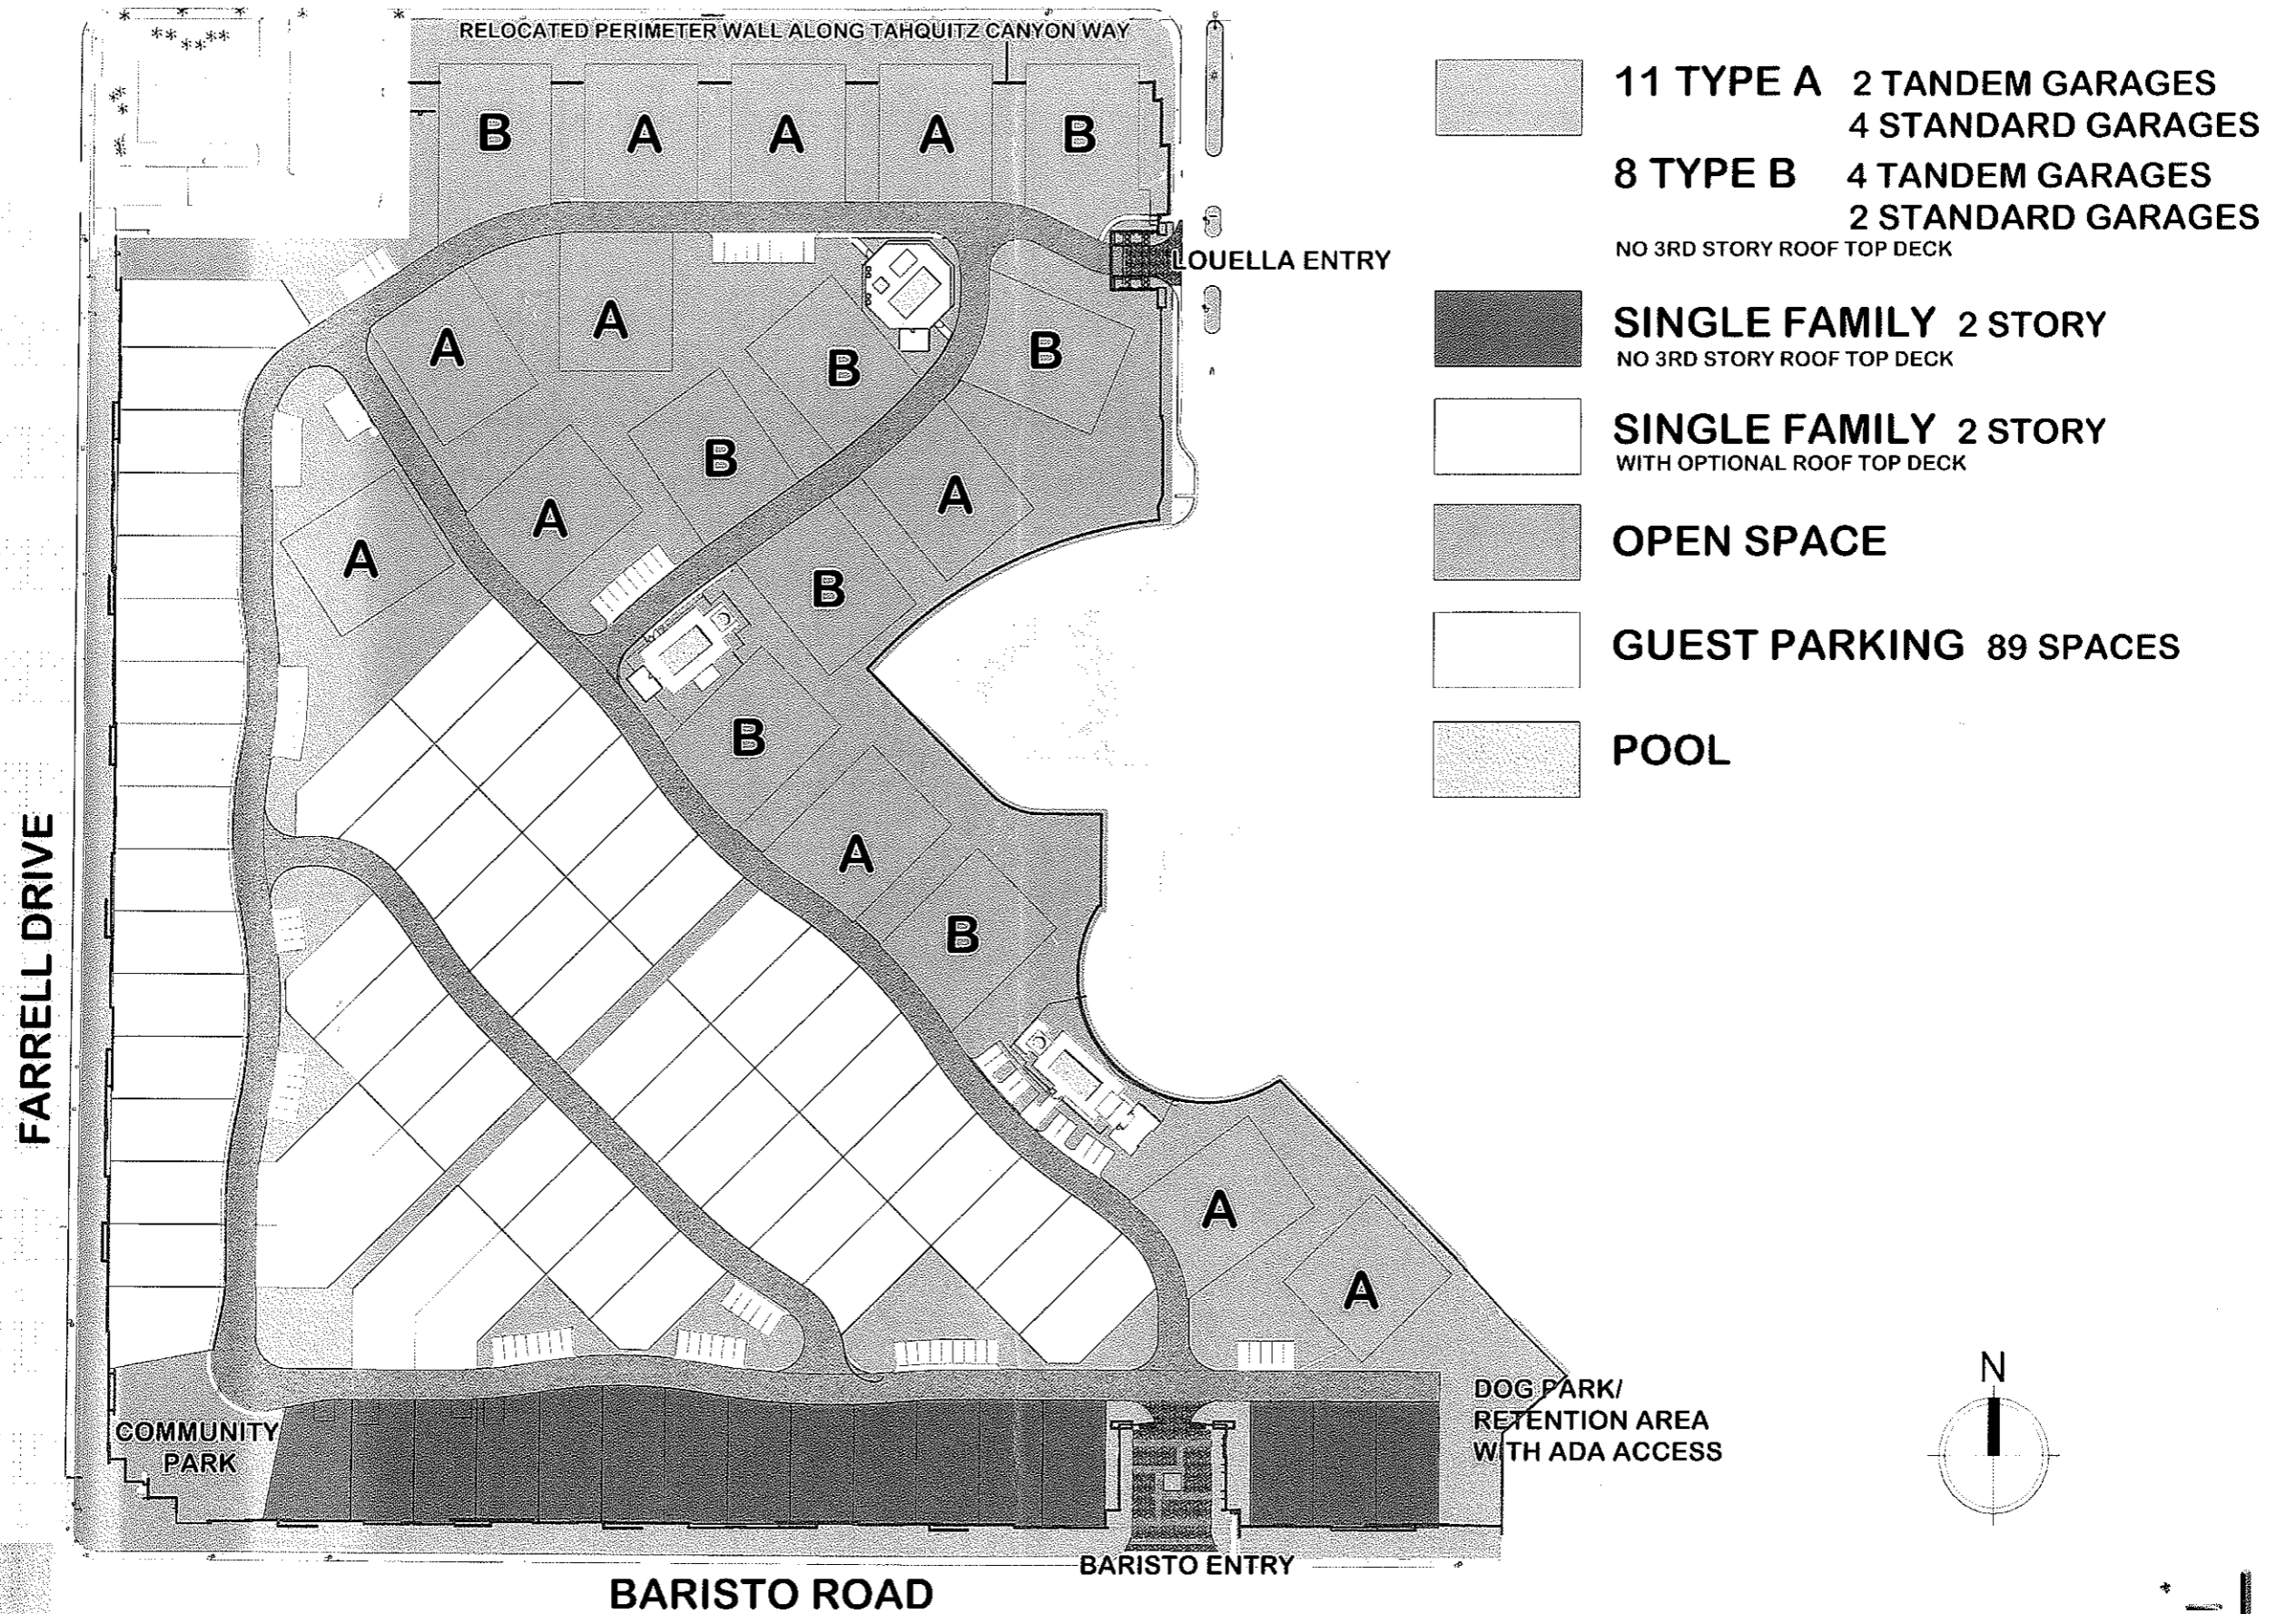 RELOCATED PERIMETER WALL ALONG TAHQUITZ CANYON WAY
B A A A B
LOUELLA ENTRY
A A B B
A B A
A B
B
A
B
A
A
FARRELL DRIVE
COMMUNITY
PARK
DOG PARK/
RETENTION AREA
WITH ADA ACCESS
BARISTO ENTRY
BARISTO ROAD
11 TYPE A 2 TANDEM GARAGES
4 STANDARD GARAGES
8 TYPE B 4 TANDEM GARAGES
2 STANDARD GARAGES
NO 3RD STORY ROOF TOP DECK
SINGLE FAMILY 2 STORY
NO 3RD STORY ROOF TOP DECK
SINGLE FAMILY 2 STORY
WITH OPTIONAL ROOF TOP DECK
OPEN SPACE
GUEST PARKING 89 SPACES
POOL
N